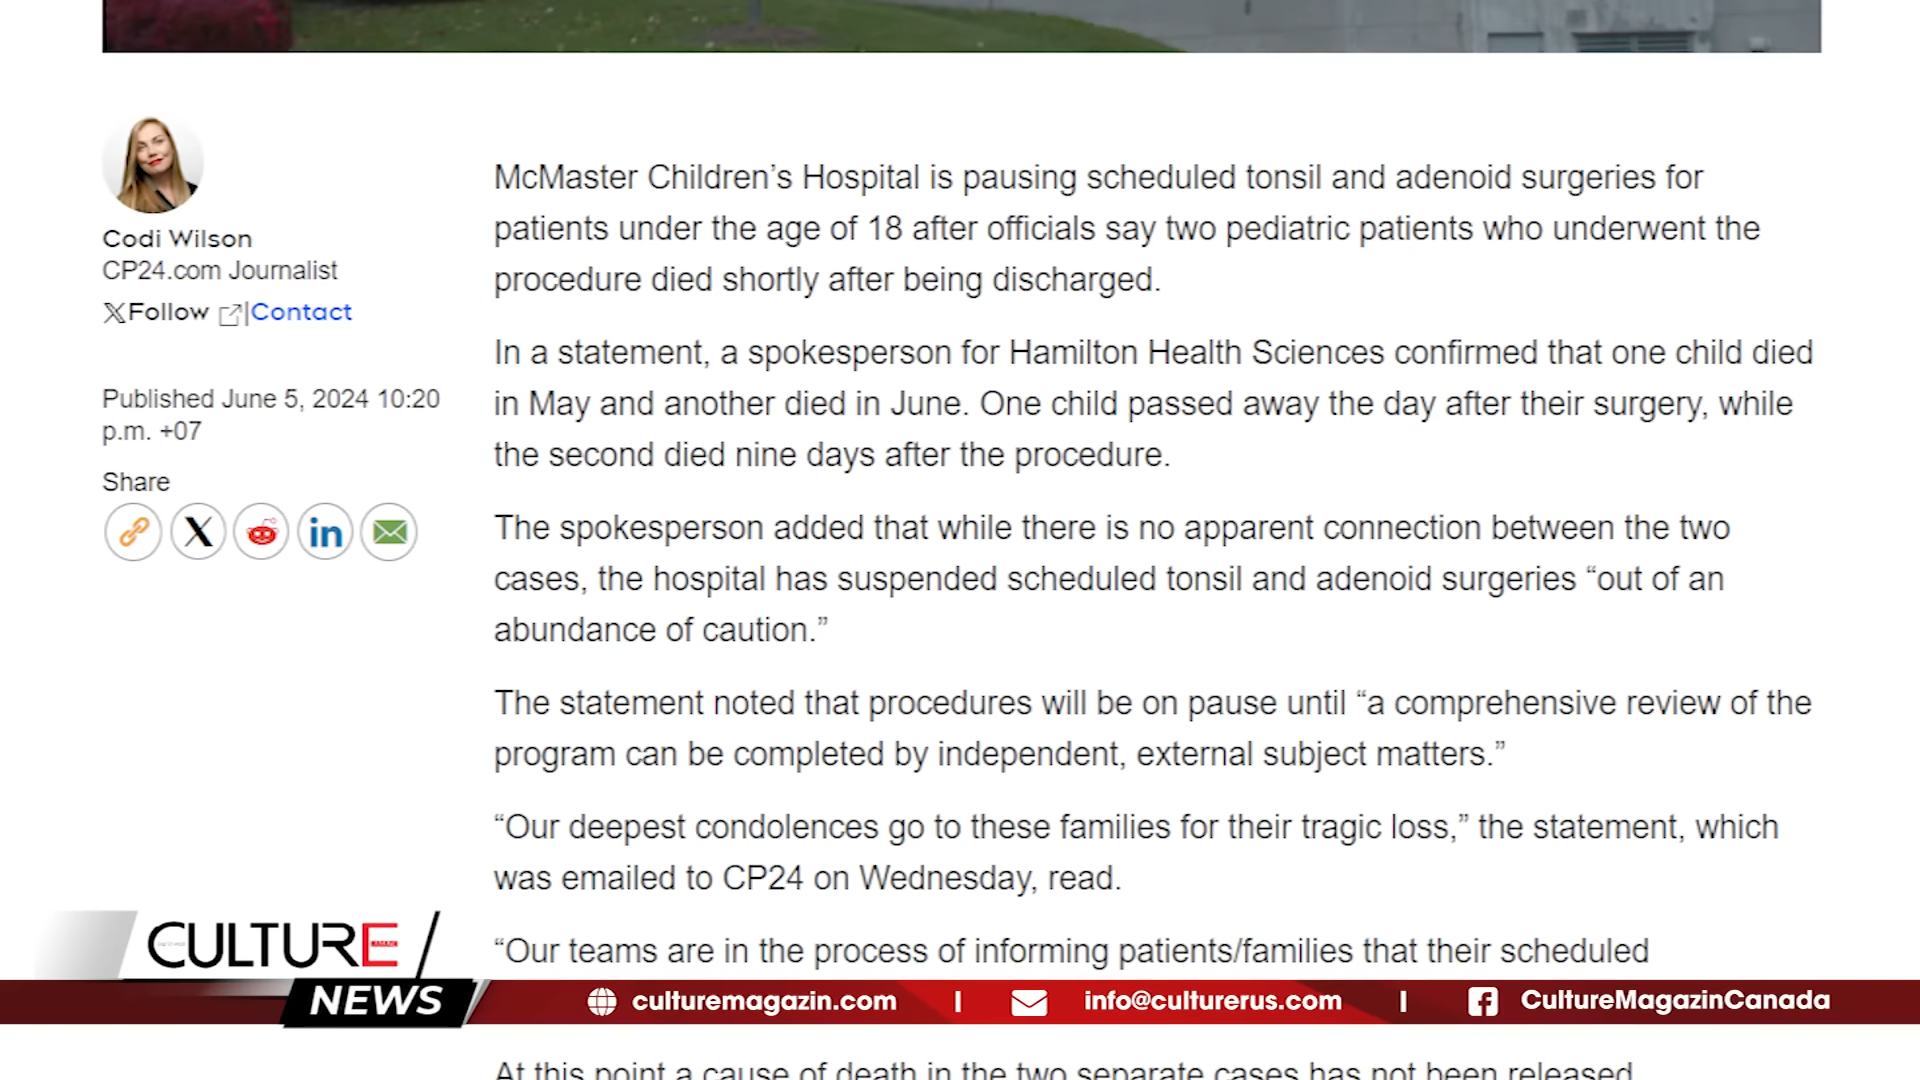 Codi Wilson
CP24.com Journalist
Follow | Contact
Published June 5, 2024 10:20
p.m. +07
Share
McMaster Children’s Hospital is pausing scheduled tonsil and adenoid surgeries for
patients under the age of 18 after officials say two pediatric patients who underwent the
procedure died shortly after being discharged.
In a statement, a spokesperson for Hamilton Health Sciences confirmed that one child died
in May and another died in June. One child passed away the day after their surgery, while
the second died nine days after the procedure.
The spokesperson added that while there is no apparent connection between the two
cases, the hospital has suspended scheduled tonsil and adenoid surgeries “out of an
abundance of caution.”
The statement noted that procedures will be on pause until “a comprehensive review of the
program can be completed by independent, external subject matters.”
“Our deepest condolences go to these families for their tragic loss,” the statement, which
was emailed to CP24 on Wednesday, read.
“Our teams are in the process of informing patients/families that their scheduled
CULTURE
MAGAZIN
NEWS
culturemagazin.com | info@culturerus.com | CultureMagazinCanada
At this point a cause of death in the two separate cases has not been released